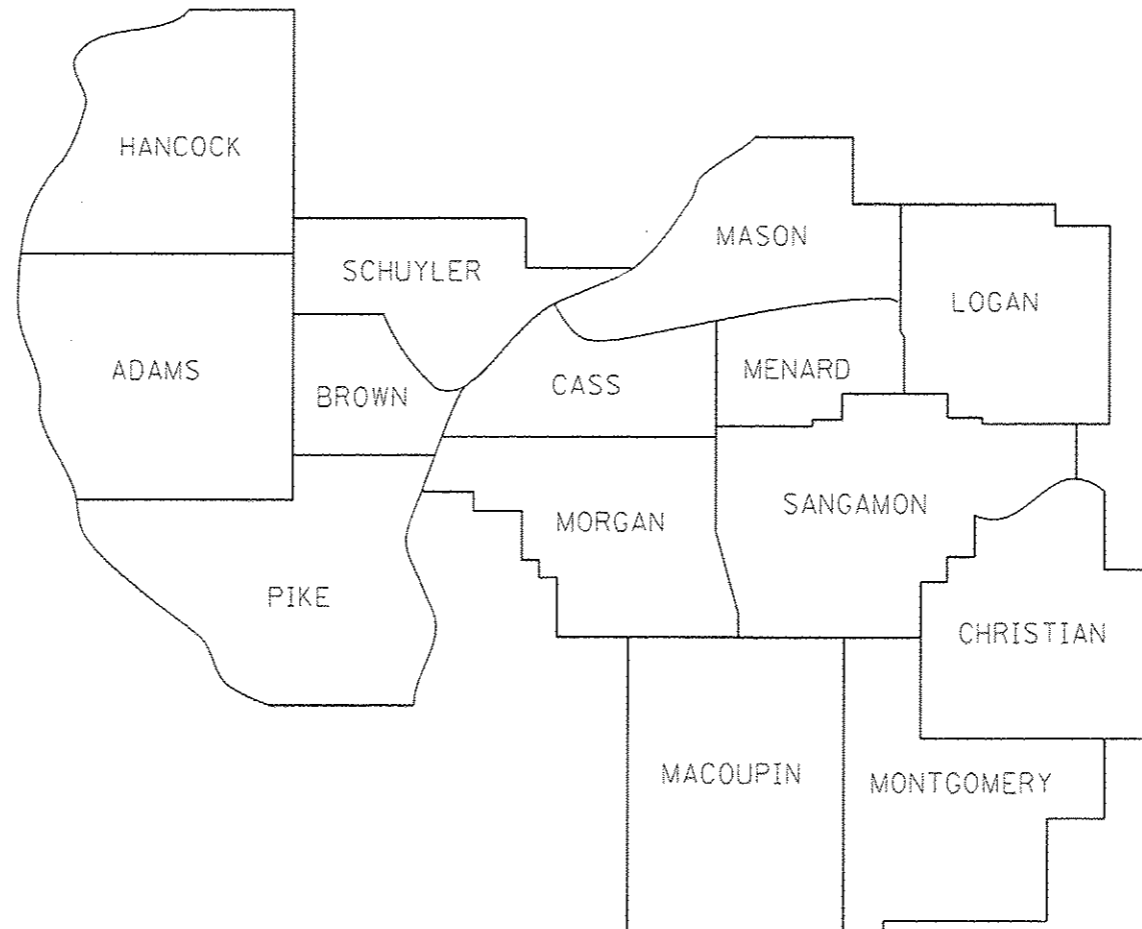 HANCOCK
MASON
SCHUYLER
LOGAN
ADAMS
MENARD
CASS
BROWN
SANGAMON
MORGAN
PIKE
CHRISTIAN
MACOUPIN
MONTGOMERY